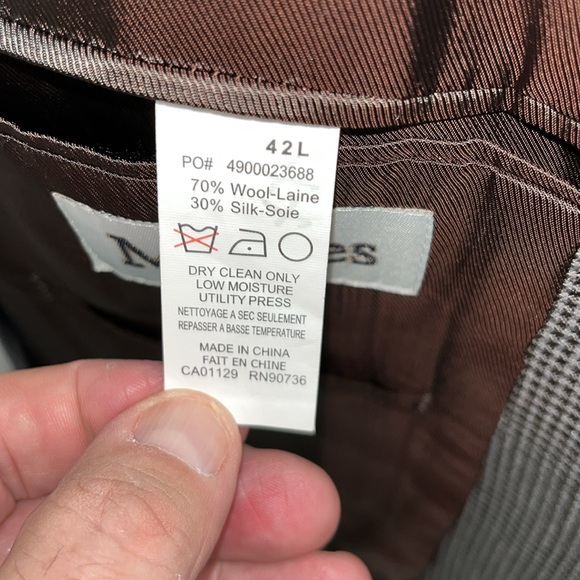 42L
PO# 4900023688
70% Wool-Laine
30% Silk-Soie
DRY CLEAN ONLY
LOW MOISTURE
UTILITY PRESS
NETTOYAGE A SEC SEULEMENT
REPASSER A BASSE TEMPERATURE
MADE IN CHINA
FAIT EN CHINE
CA01129 RN90736